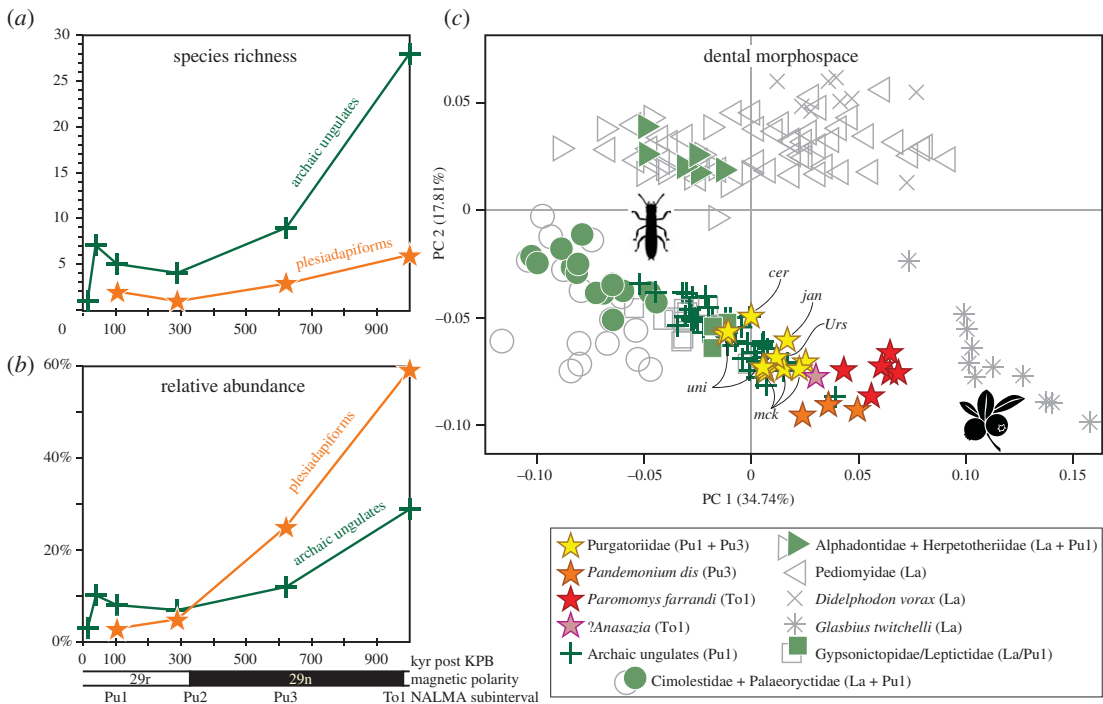 (a)
species richness
30
25
20
15
10
5
0
100
300
500
700
900
archaic ungulates
plesiadapiforms
(b)
relative abundance
60%
40%
20%
0%
plesiadapiforms
archaic ungulates
0 100 300 500 700 900 kyr post KPB
29r 29n magnetic polarity
Pu1 Pu2 Pu3 To1 NALMA subinterval
(c)
dental morphospace
PC 2 (17.81%)
0.05
0
−0.05
−0.10
cer
jan
Urs
uni
mck
−0.10 −0.05 0 0.05 0.10 0.15
PC 1 (34.74%)
Purgatoriidae (Pu1 + Pu3)
Pandemonium dis (Pu3)
Paromomys farrandi (To1)
?Anasazia (To1)
Archaic ungulates (Pu1)
Cimolestidae + Palaeoryctidae (La + Pu1)
Alphadontidae + Herpetotheriidae (La + Pu1)
Pediomyidae (La)
Didelphodon vorax (La)
Glasbius twitchelli (La)
Gypsonictopidae/Leptictidae (La/Pu1)